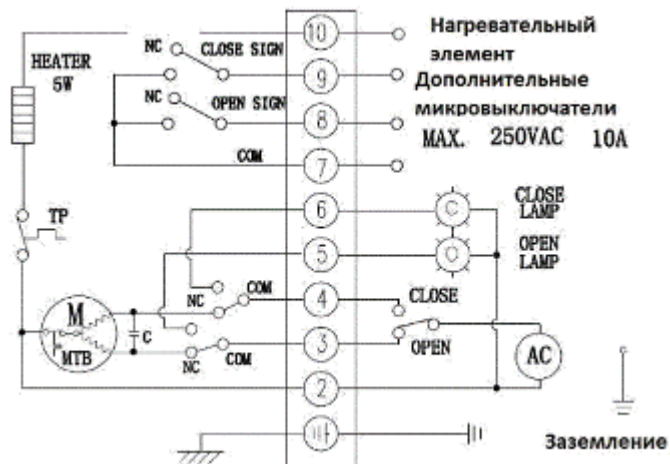 10
Нагревательный
элемент
NC
CLOSE SIGN
HEATER
5W
9
Дополнительные
микровыключатели
NC
OPEN SIGN
8
MAX. 250VAC 10A
COM
7
TP
6
C
CLOSE
LAMP
5
O
OPEN
LAMP
NC
COM
4
CLOSE
M
MTB
C
NC
COM
3
OPEN
AC
2
Заземление